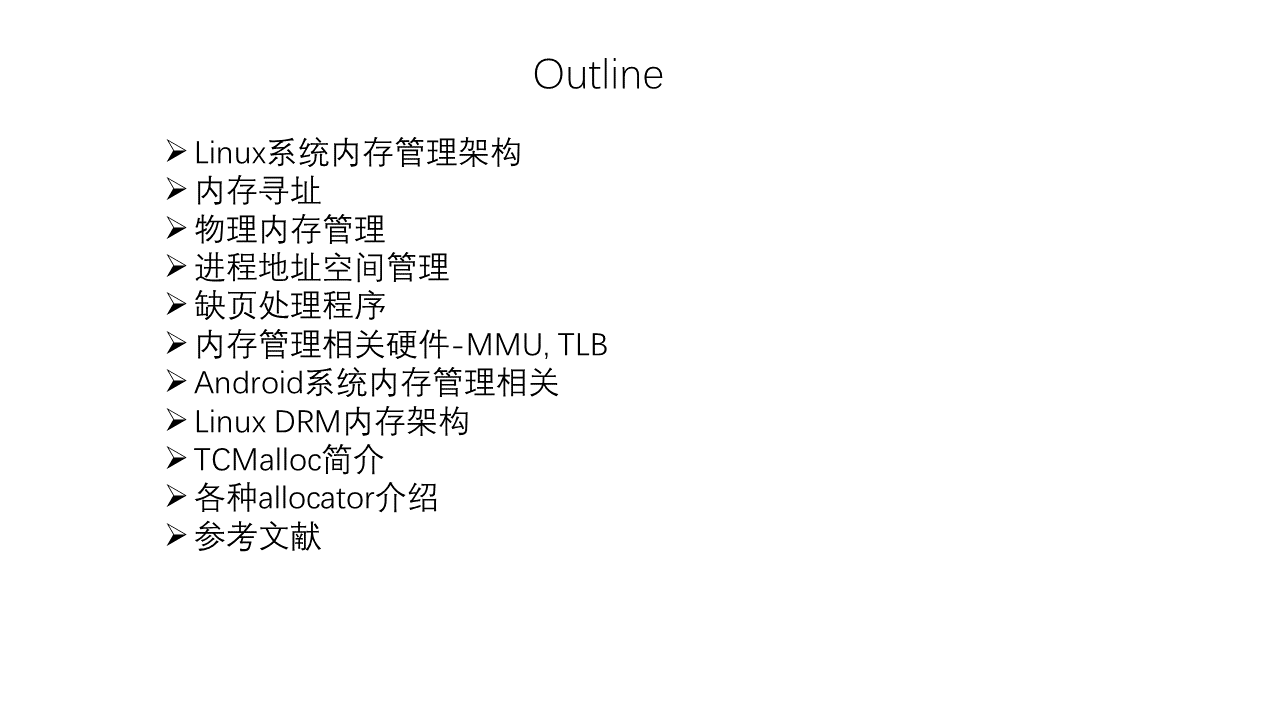 Outline
➢ Linux系统内存管理架构
➢ 内存寻址
➢ 物理内存管理
➢ 进程地址空间管理
➢ 缺页处理程序
➢ 内存管理相关硬件-MMU, TLB
➢ Android系统内存管理相关
➢ Linux DRM内存架构
➢ TCMalloc简介
➢ 各种allocator介绍
➢ 参考文献